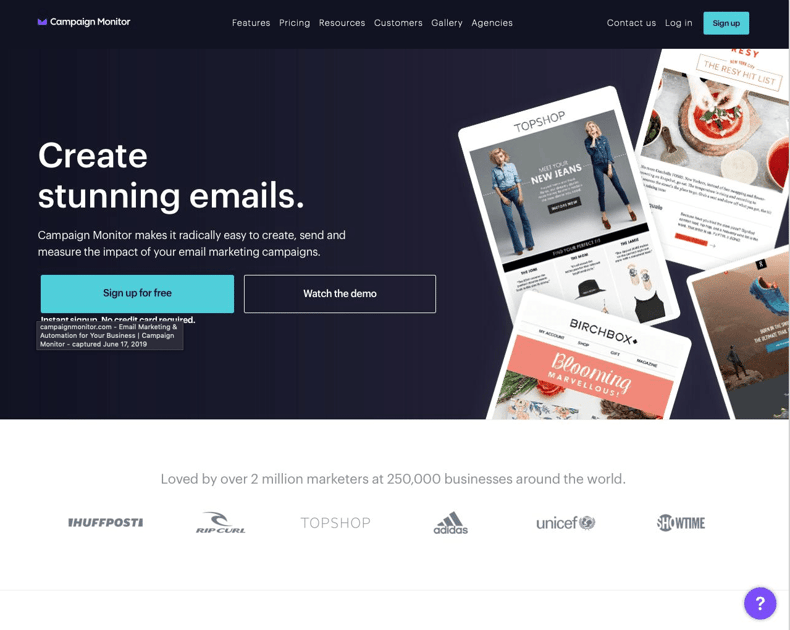 Campaign Monitor
Features Pricing Resources Customers Gallery Agencies
Contact us Log in Sign up
Create
stunning emails.
Campaign Monitor makes it radically easy to create, send and
measure the impact of your email marketing campaigns.
Sign up for free
Watch the demo
Instant signup. No credit card required.
campaignmonitor.com - Email Marketing &
Automation for Your Business | Campaign
Monitor - captured June 17, 2019
RESY
THE RESY HIT LIST
TOPSHOP
MEET YOUR
NEW JEANS
FIND YOUR PERFECT FIT
BIRCHBOX
MY ACCOUNT SHOP GIFT MAGAZINE
Blooming
MARVELLOUS!
Loved by over 2 million marketers at 250,000 businesses around the world.
HUFFPOST
RIP CURL
TOPSHOP
adidas
unicef
SHOWTIME
?